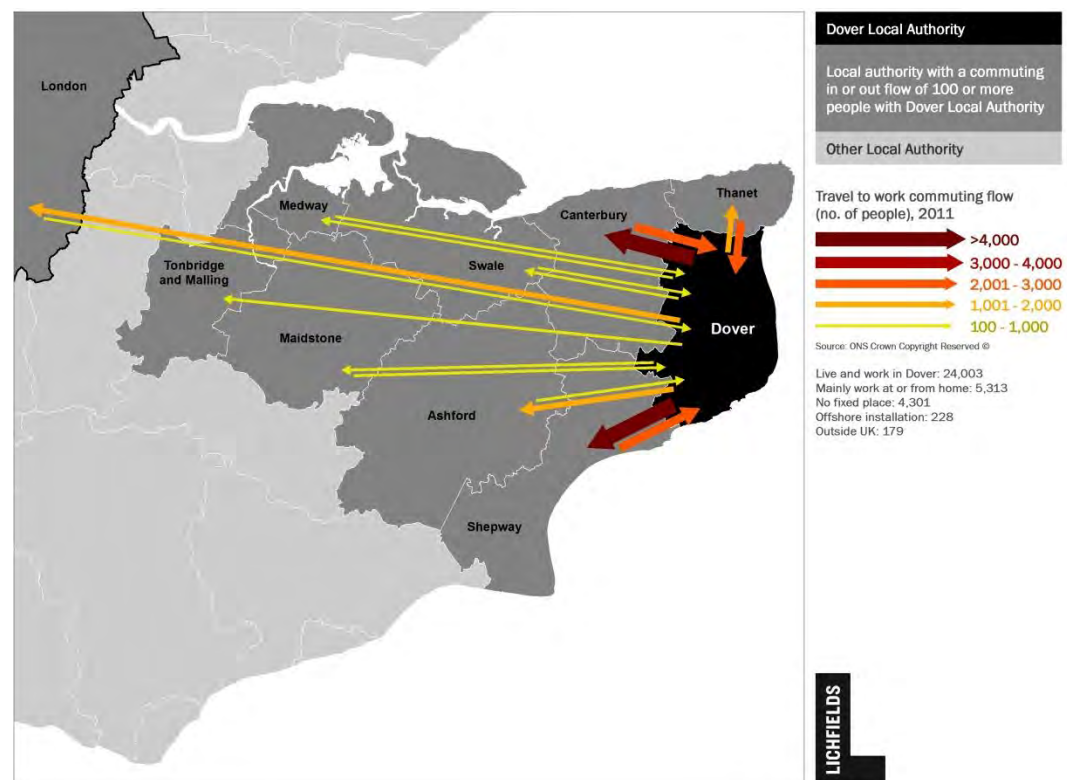 London
Medway
Tonbridge
and Malling
Swale
Maidstone
Ashford
Shepway
Canterbury
Thanet
Dover
Dover Local Authority
Local authority with a commuting
in or out flow of 100 or more
people with Dover Local Authority
Other Local Authority
Travel to work commuting flow
(no. of people), 2011
>4,000
3,000 - 4,000
2,001 - 3,000
1,001 - 2,000
100 - 1,000
Source: ONS Crown Copyright Reserved ©
Live and work in Dover: 24,003
Mainly work at or from home: 5,313
No fixed place: 4,301
Offshore installation: 228
Outside UK: 179
LICHFIELDS